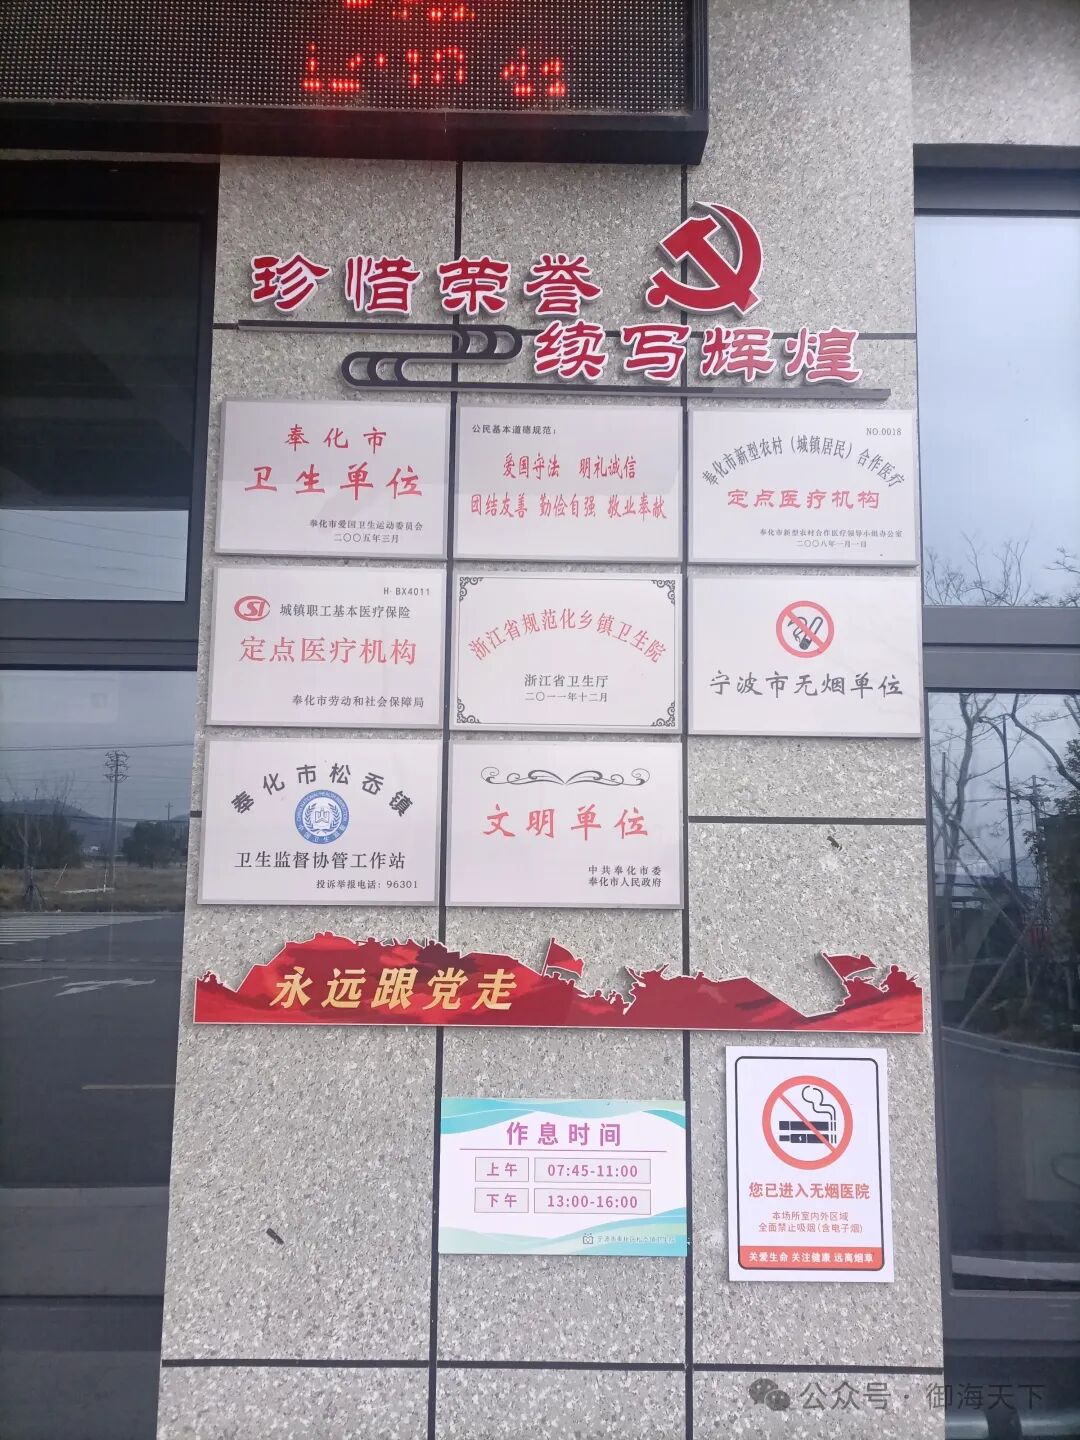 珍惜荣誉
续写辉煌
奉化市
卫生单位
奉化市爱国卫生运动委员会
二〇〇五年三月
公民基本道德规范：
爱国守法 明礼诚信
团结友善 勤俭自强 敬业奉献
NO.0018
奉化市新型农村（城镇居民）合作医疗
定点医疗机构
奉化市新型农村合作医疗领导小组办公室
二〇〇八年一月一日
H·BX4011
城镇职工基本医疗保险
定点医疗机构
奉化市劳动和社会保障局
浙江省规范化乡镇卫生院
浙江省卫生厅
二〇一一年十二月
宁波市无烟单位
奉化市松岙镇
卫生监督协管工作站
投诉举报电话：96301
文明单位
中共奉化市委
奉化市人民政府
永远跟党走
作息时间
上午 07:45-11:00
下午 13:00-16:00
宁波市奉化区松岙镇卫生院
您已进入无烟医院
本场所室内外区域
全面禁止吸烟(含电子烟)
关爱生命 关注健康 远离烟草
公众号·御海天下